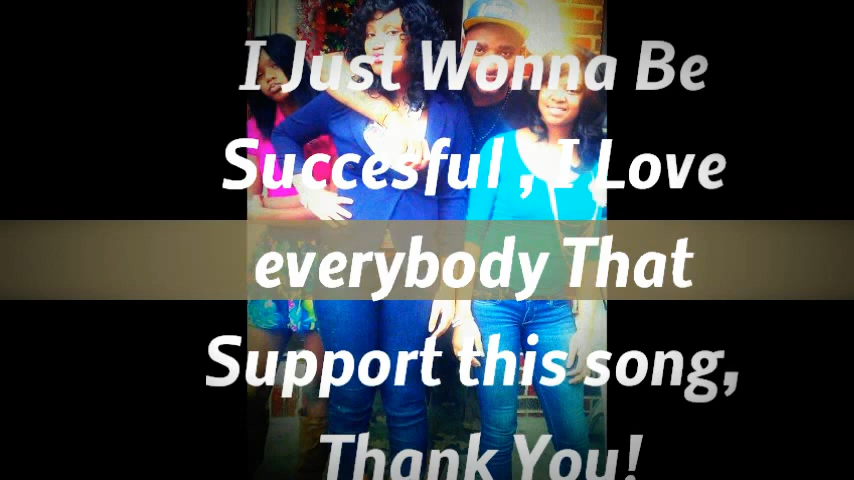 I Just Wonna Be
Succesful , I Love
everybody That
Support this song,
Thank You!